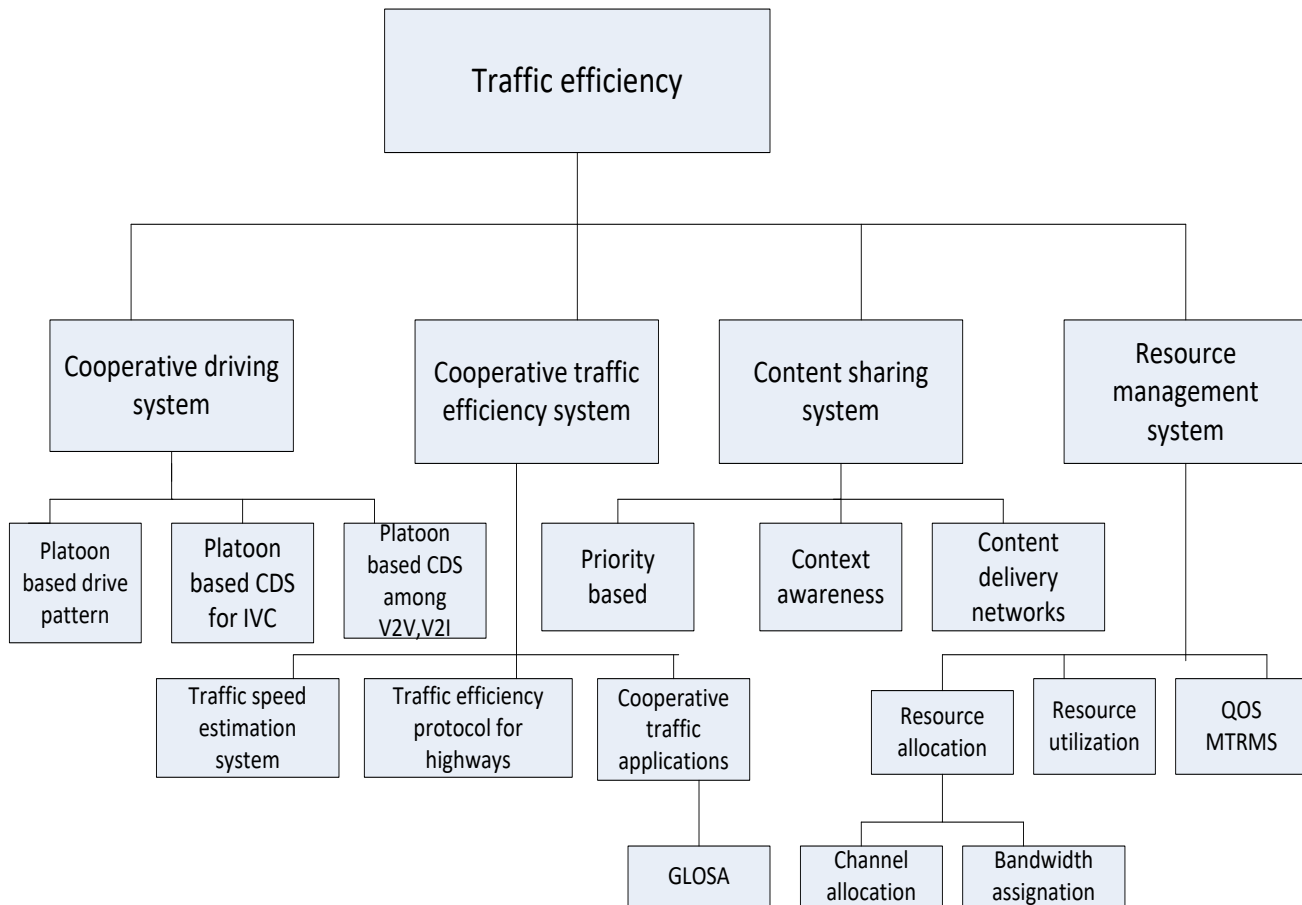 Traffic efficiency
Cooperative driving
system
Cooperative traffic
efficiency system
Content sharing
system
Resource
management
system
Platoon
based drive
pattern
Platoon
based CDS
for IVC
Platoon
based CDS
among
V2V,V2I
Priority
based
Context
awareness
Content
delivery
networks
Traffic speed
estimation
system
Traffic efficiency
protocol for
highways
Cooperative
traffic
applications
Resource
allocation
Resource
utilization
QOS
MTRMS
GLOSA
Channel
allocation
Bandwidth
assignation